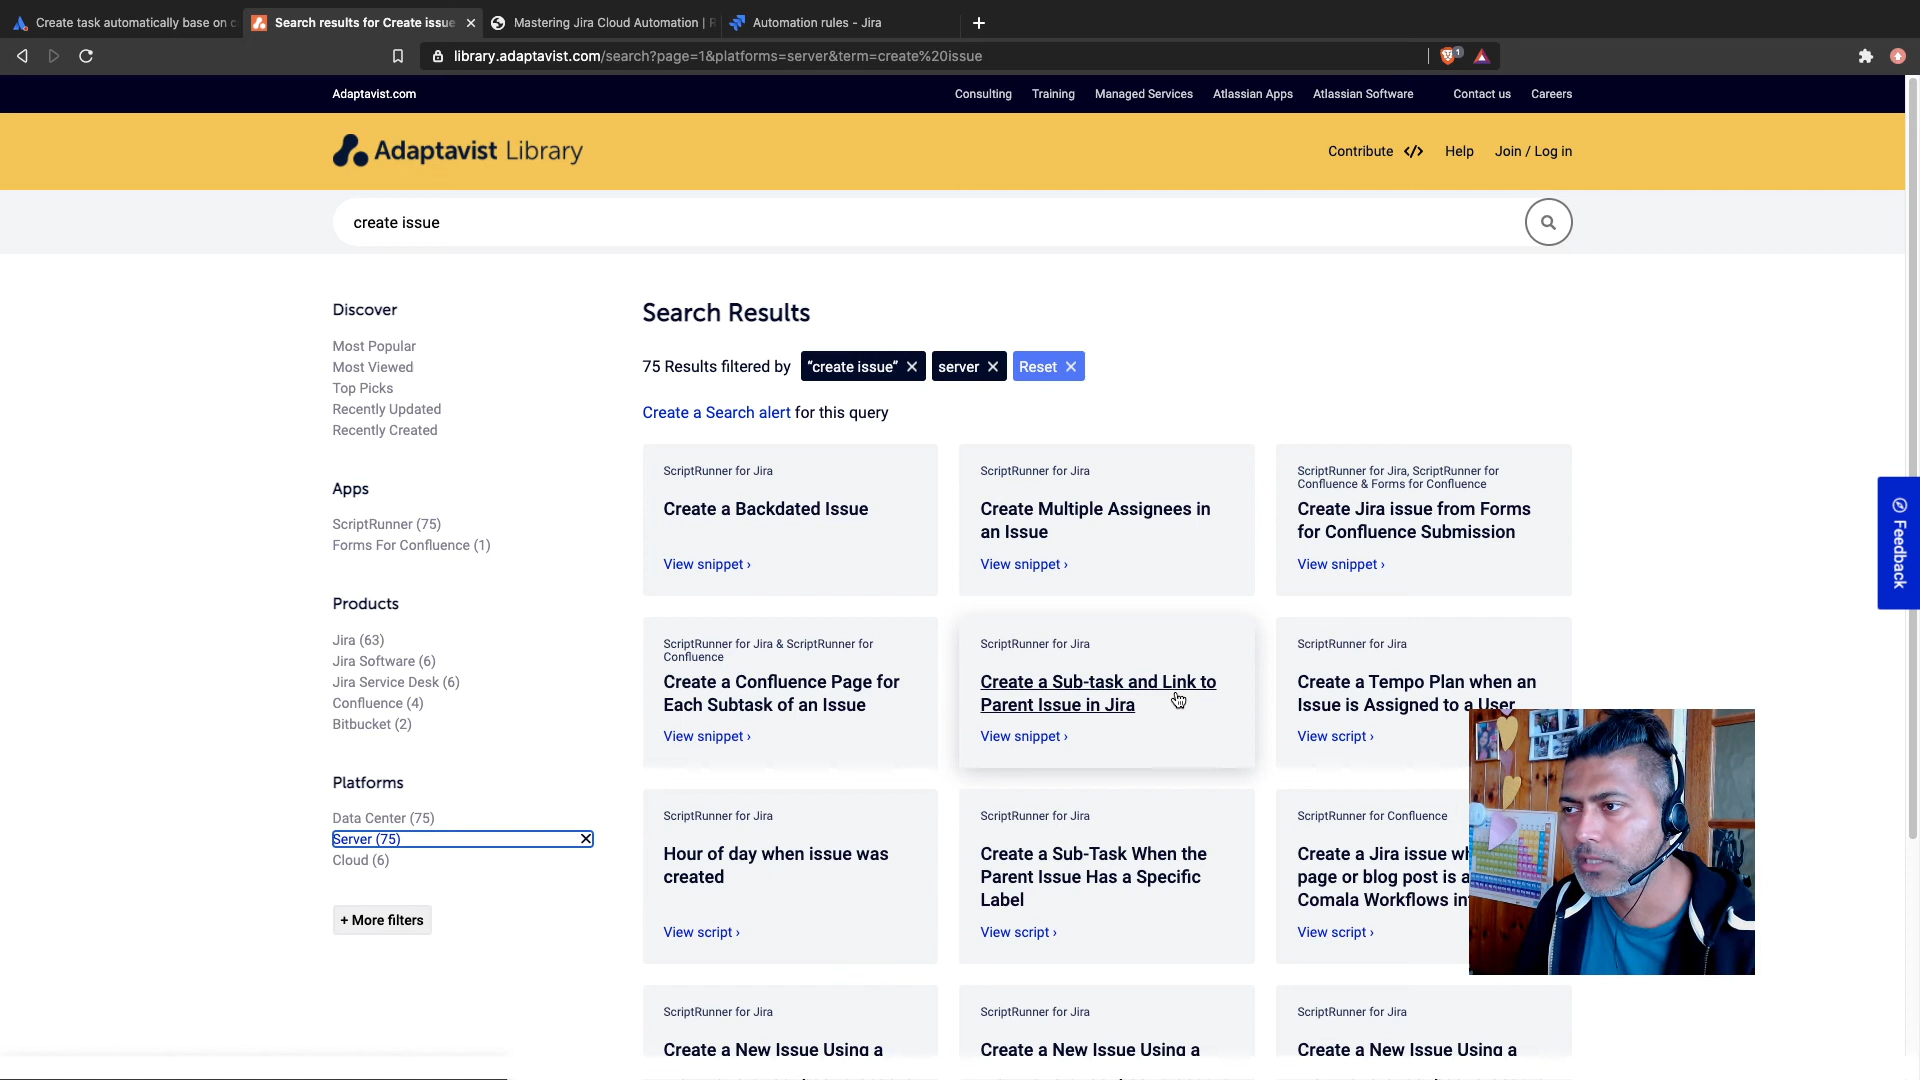 Create task automatically base on c
Search results for Create issue
Mastering Jira Cloud Automation | R
Automation rules - Jira
library.adaptavist.com/search?page=1&platforms=server&term=create%20issue
1
Adaptavist.com
Consulting
Training
Managed Services
Atlassian Apps
Atlassian Software
Contact us
Careers
Adaptavist Library
Contribute </>
Help
Join / Log in
create issue
Discover
Most Popular
Most Viewed
Top Picks
Recently Updated
Recently Created
Apps
ScriptRunner (75)
Forms For Confluence (1)
Products
Jira (63)
Jira Software (6)
Jira Service Desk (6)
Confluence (4)
Bitbucket (2)
Platforms
Data Center (75)
Server (75)
Cloud (6)
+ More filters
Search Results
75 Results filtered by
"create issue"
server
Reset
Create a Search alert for this query
ScriptRunner for Jira
Create a Backdated Issue
View snippet ›
ScriptRunner for Jira
Create Multiple Assignees in
an Issue
View snippet ›
ScriptRunner for Jira, ScriptRunner for
Confluence & Forms for Confluence
Create Jira issue from Forms
for Confluence Submission
View snippet ›
ScriptRunner for Jira & ScriptRunner for
Confluence
Create a Confluence Page for
Each Subtask of an Issue
View snippet ›
ScriptRunner for Jira
Create a Sub-task and Link to
Parent Issue in Jira
View snippet ›
ScriptRunner for Jira
Create a Tempo Plan when an
Issue is Assigned to a User
View script ›
ScriptRunner for Jira
Hour of day when issue was
created
View script ›
ScriptRunner for Jira
Create a Sub-Task When the
Parent Issue Has a Specific
Label
View script ›
ScriptRunner for Confluence
Create a Jira issue wh
page or blog post is a
Comala Workflows in
View script ›
ScriptRunner for Jira
Create a New Issue Using a
ScriptRunner for Jira
Create a New Issue Using a
ScriptRunner for Jira
Create a New Issue Using a
Feedback